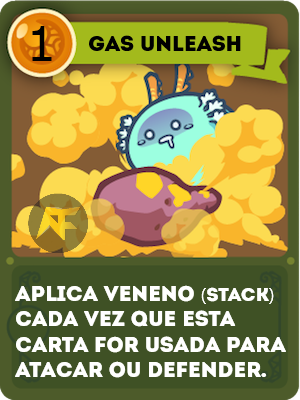 1
GAS UNLEASH
APLICA VENENO (STACK)
CADA VEZ QUE ESTA
CARTA FOR USADA PARA
ATACAR OU DEFENDER.